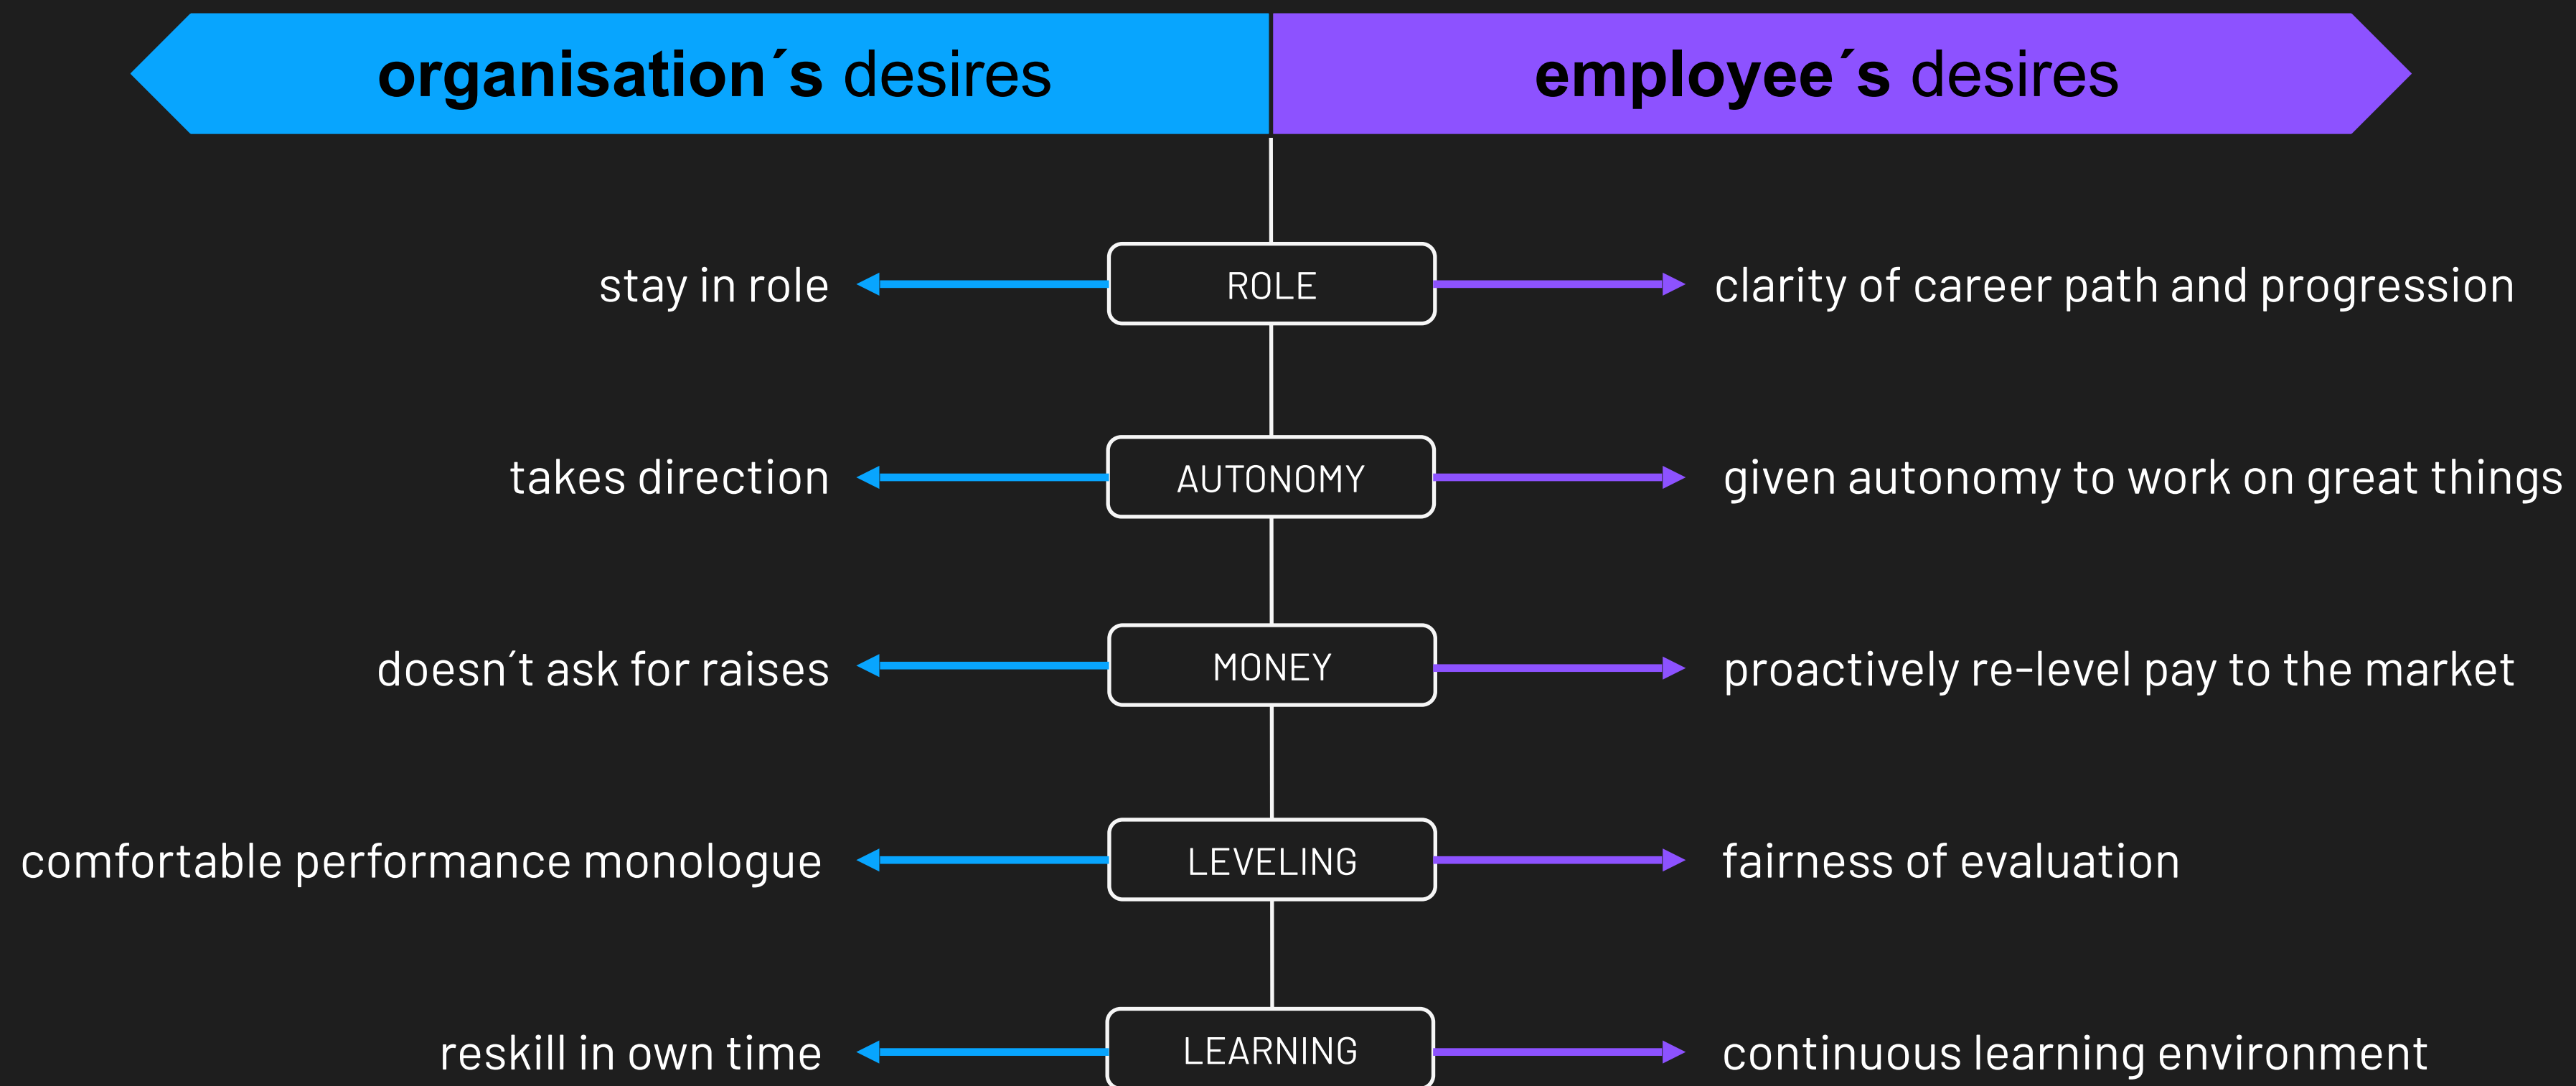 organisation´s desires
employee´s desires
stay in role
ROLE
clarity of career path and progression
takes direction
AUTONOMY
given autonomy to work on great things
doesn´t ask for raises
MONEY
proactively re-level pay to the market
comfortable performance monologue
LEVELING
fairness of evaluation
reskill in own time
LEARNING
continuous learning environment